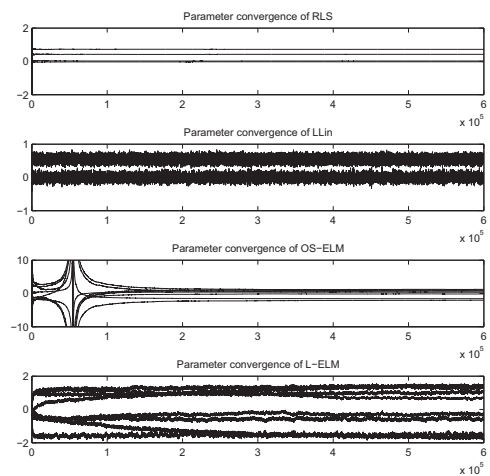 Parameter convergence of RLS
2
0
−2
0 1 2 3 4 5 6
x 10^5
Parameter convergence of LLin
1
0
−1
0 1 2 3 4 5 6
x 10^5
Parameter convergence of OS−ELM
10
0
−10
0 1 2 3 4 5 6
x 10^5
Parameter convergence of L−ELM
2
0
−2
0 1 2 3 4 5 6
x 10^5